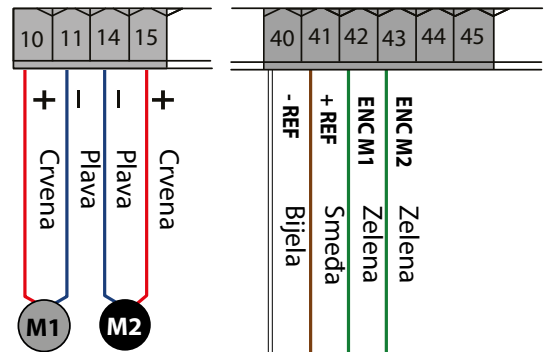 10 11 14 15
40 41 42 43 44 45
+ - - +
Crvena
Plava
Plava
Crvena
- REF
+ REF
ENC M1
ENC M2
Bijela
Smeđa
Zelena
Zelena
M1
M2